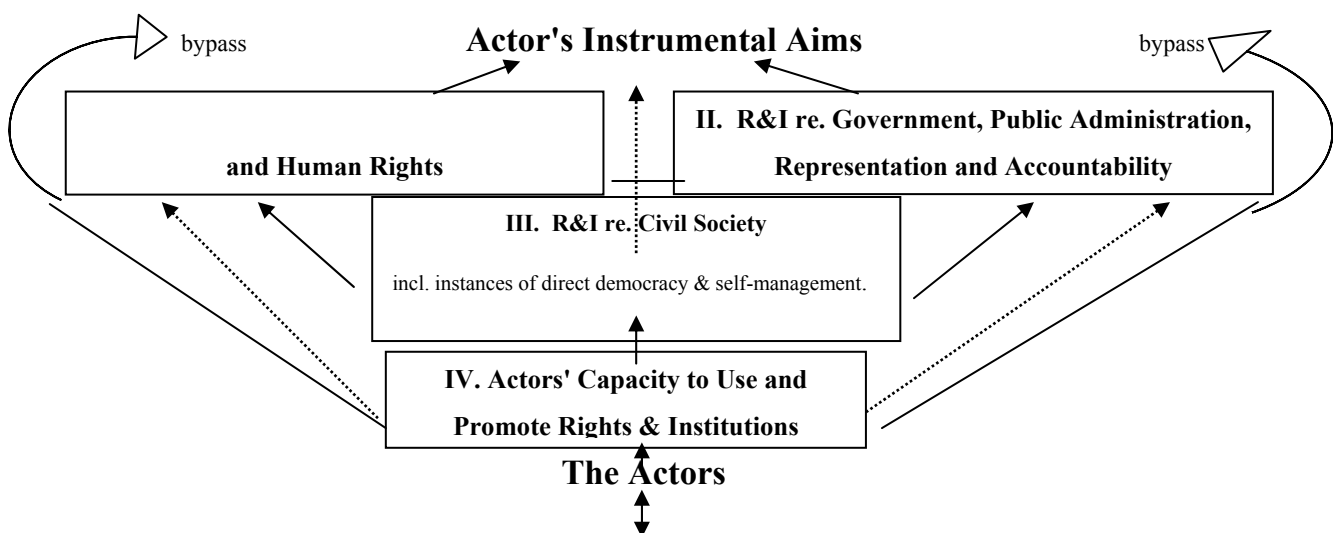 bypass
Actor's Instrumental Aims
bypass
and Human Rights
II. R&I re. Government, Public Administration,
Representation and Accountability
III. R&I re. Civil Society
incl. instances of direct democracy & self-management.
IV. Actors' Capacity to Use and
Promote Rights & Institutions
The Actors